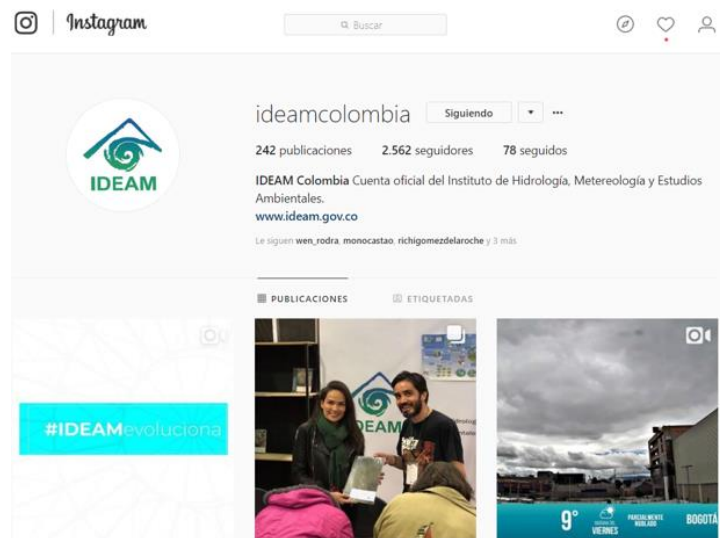 Instagram
Buscar
IDEAM
ideamcolombia Siguiendo
242 publicaciones 2.562 seguidores 78 seguidos
IDEAM Colombia Cuenta oficial del Instituto de Hidrología, Metereología y Estudios
Ambientales.
www.ideam.gov.co
Le siguen wen_rodra, monocastao, richigomezdelaroche y 3 más
PUBLICACIONES ETIQUETADAS
#IDEAMevoluciona
IDEAM
9° VIERNES PARCIALMENTE NUBLADO BOGOTÁ